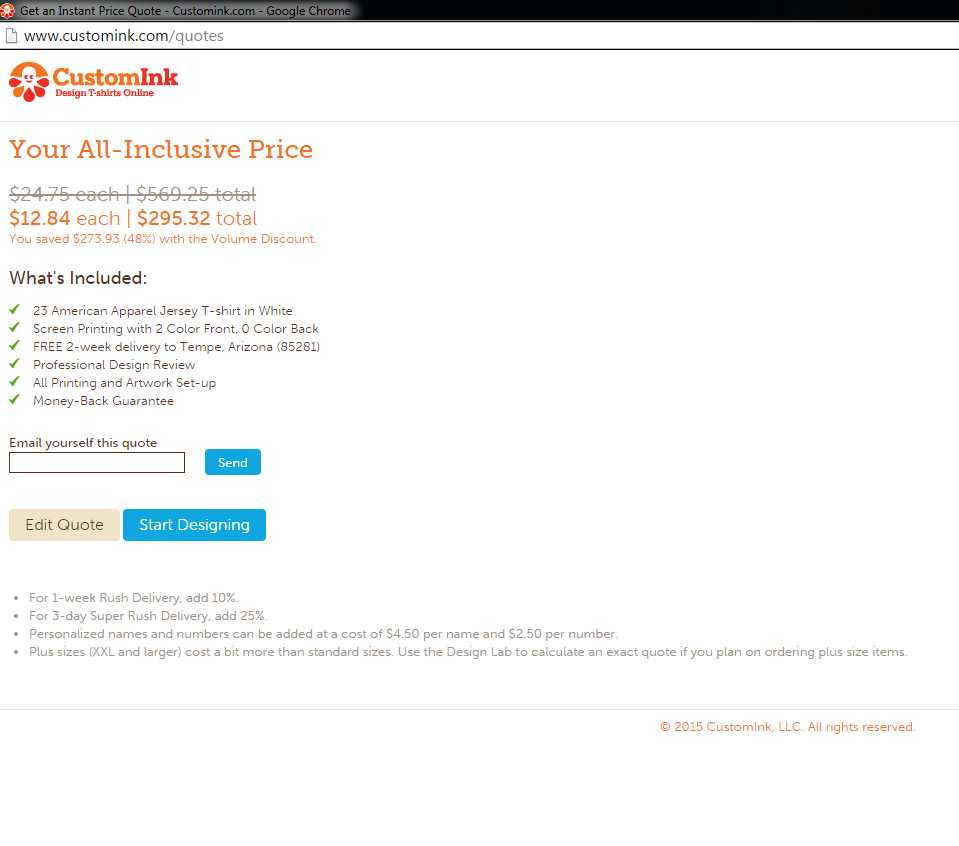 Get an Instant Price Quote - Customink.com - Google Chrome
www.customink.com/quotes
CustomInk
Design T-shirts Online
Your All-Inclusive Price
$24.75 each | $569.25 total
$12.84 each | $295.32 total
You saved $273.93 (48%) with the Volume Discount.
What's Included:
23 American Apparel Jersey T-shirt in White
Screen Printing with 2 Color Front, 0 Color Back
FREE 2-week delivery to Tempe, Arizona (85281)
Professional Design Review
All Printing and Artwork Set-up
Money-Back Guarantee
Email yourself this quote
Send
Edit Quote Start Designing
• For 1-week Rush Delivery, add 10%.
• For 3-day Super Rush Delivery, add 25%.
• Personalized names and numbers can be added at a cost of $4.50 per name and $2.50 per number.
• Plus sizes (XXL and larger) cost a bit more than standard sizes. Use the Design Lab to calculate an exact quote if you plan on ordering plus size items.
© 2015 CustomInk, LLC. All rights reserved.